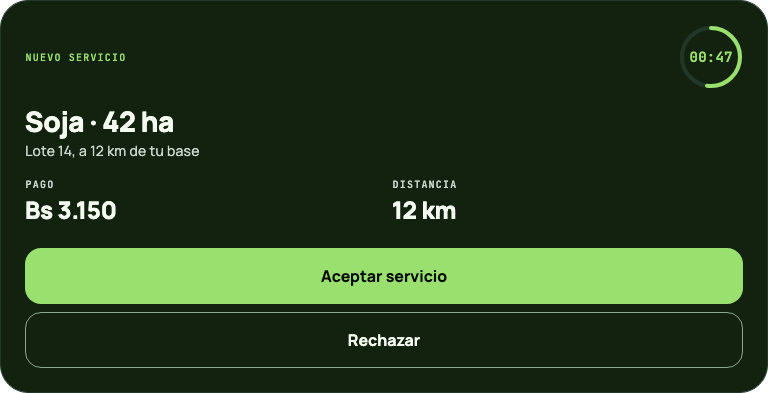 NUEVO SERVICIO
00:47
Soja · 42 ha
Lote 14, a 12 km de tu base
PAGO
Bs 3.150
DISTANCIA
12 km
Aceptar servicio
Rechazar